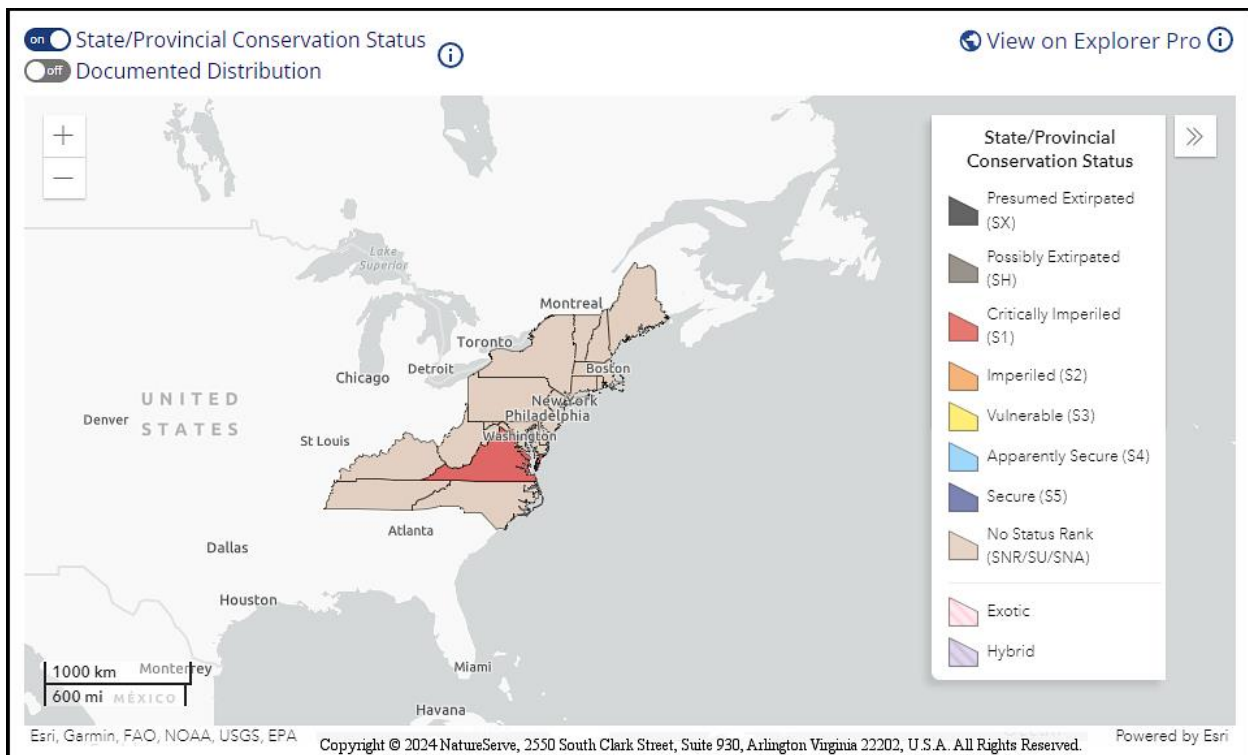 on State/Provincial Conservation Status
off Documented Distribution
View on Explorer Pro
State/Provincial
Conservation Status
Presumed Extirpated
(SX)
Possibly Extirpated
(SH)
Critically Imperiled
(S1)
Imperiled (S2)
Vulnerable (S3)
Apparently Secure (S4)
Secure (S5)
No Status Rank
(SNR/SU/SNA)
Exotic
Hybrid
Lake
Superior
Montreal
Toronto
Boston
Detroit
Chicago
New York
UNITED
STATES
Philadelphia
Denver
Washington
St Louis
Atlanta
Dallas
Houston
Miami
Monterrey
MÉXICO
Havana
1000 km
600 mi
Esri, Garmin, FAO, NOAA, USGS, EPA
Powered by Esri
Copyright © 2024 NatureServe, 2550 South Clark Street, Suite 930, Arlington Virginia 22202, U.S.A. All Rights Reserved.